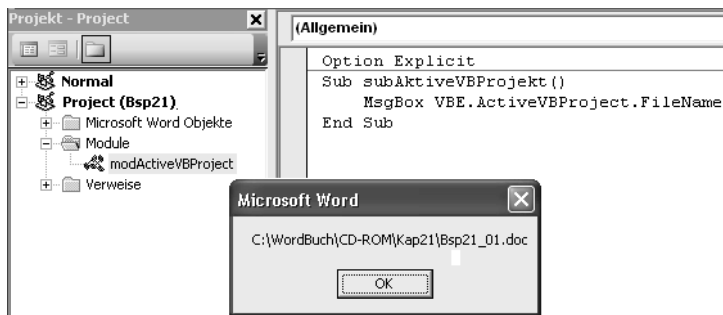 Projekt - Project
(Allgemein)
Option Explicit
Sub subAktiveVBProjekt()
MsgBox VBE.ActiveVBProject.FileName
End Sub
Normal
Project (Bsp21)
Microsoft Word Objekte
Module
modActiveVBProject
Verweise
Microsoft Word
C:\WordBuch\CD-ROM\Kap21\Bsp21_01.doc
OK